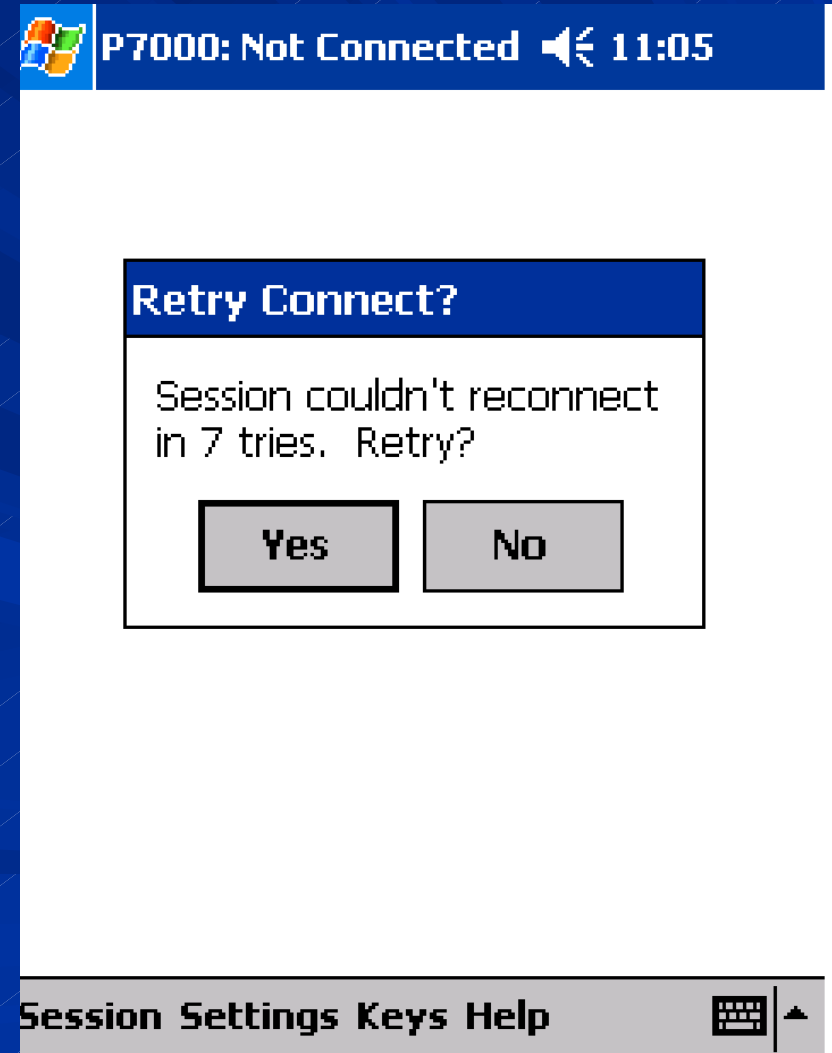 P7000: Not Connected 11:05
Retry Connect?
Session couldn't reconnect
in 7 tries. Retry?
Yes No
Session Settings Keys Help